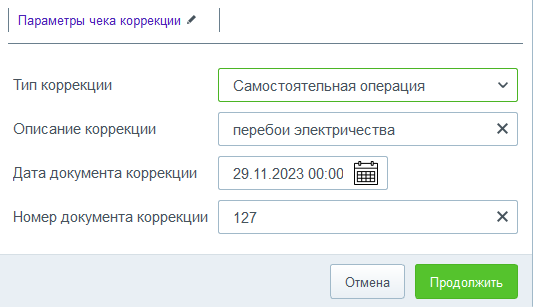 Параметры чека коррекции
Тип коррекции Самостоятельная операция
Описание коррекции перебои электричества
Дата документа коррекции 29.11.2023 00:00
Номер документа коррекции 127
Отмена Продолжить